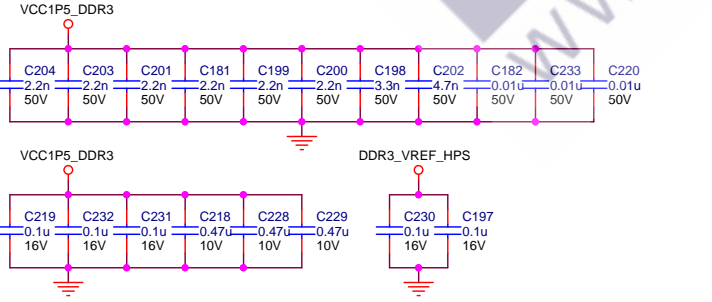 VCC1P5_DDR3
C204 C203 C201 C181 C199 C200 C198 C202 C182 C233 C220
2.2n 2.2n 2.2n 2.2n 2.2n 2.2n 3.3n 4.7n 0.01u 0.01u 0.01u
50V 50V 50V 50V 50V 50V 50V 50V 50V 50V 50V
VCC1P5_DDR3 DDR3_VREF_HPS
C219 C232 C231 C218 C228 C229 C230 C197
0.1u 0.1u 0.1u 0.47u 0.47u 0.47u 0.1u 0.1u
16V 16V 16V 10V 10V 10V 16V 16V